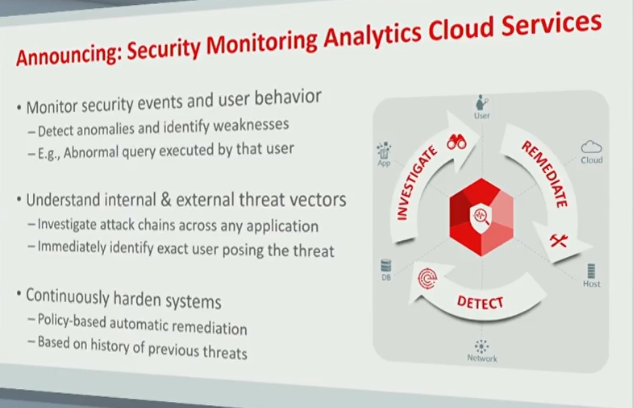 Announcing: Security Monitoring Analytics Cloud Services
• Monitor security events and user behavior
– Detect anomalies and identify weaknesses
– E.g., Abnormal query executed by that user
• Understand internal & external threat vectors
– Investigate attack chains across any application
– Immediately identify exact user posing the threat
• Continuously harden systems
– Policy-based automatic remediation
– Based on history of previous threats
User
App
INVESTIGATE
REMEDIATE
Cloud
DB
DETECT
Host
Network